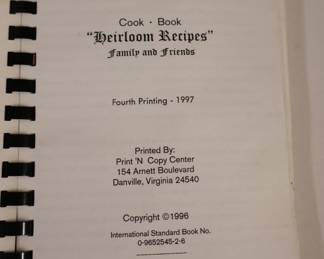 Cook · Book
"Heirloom Recipes"
Family and Friends
Fourth Printing - 1997
Printed By:
Print 'N Copy Center
154 Arnett Boulevard
Danville, Virginia 24540
Copyright ©1996
International Standard Book No.
0-9652545-2-6